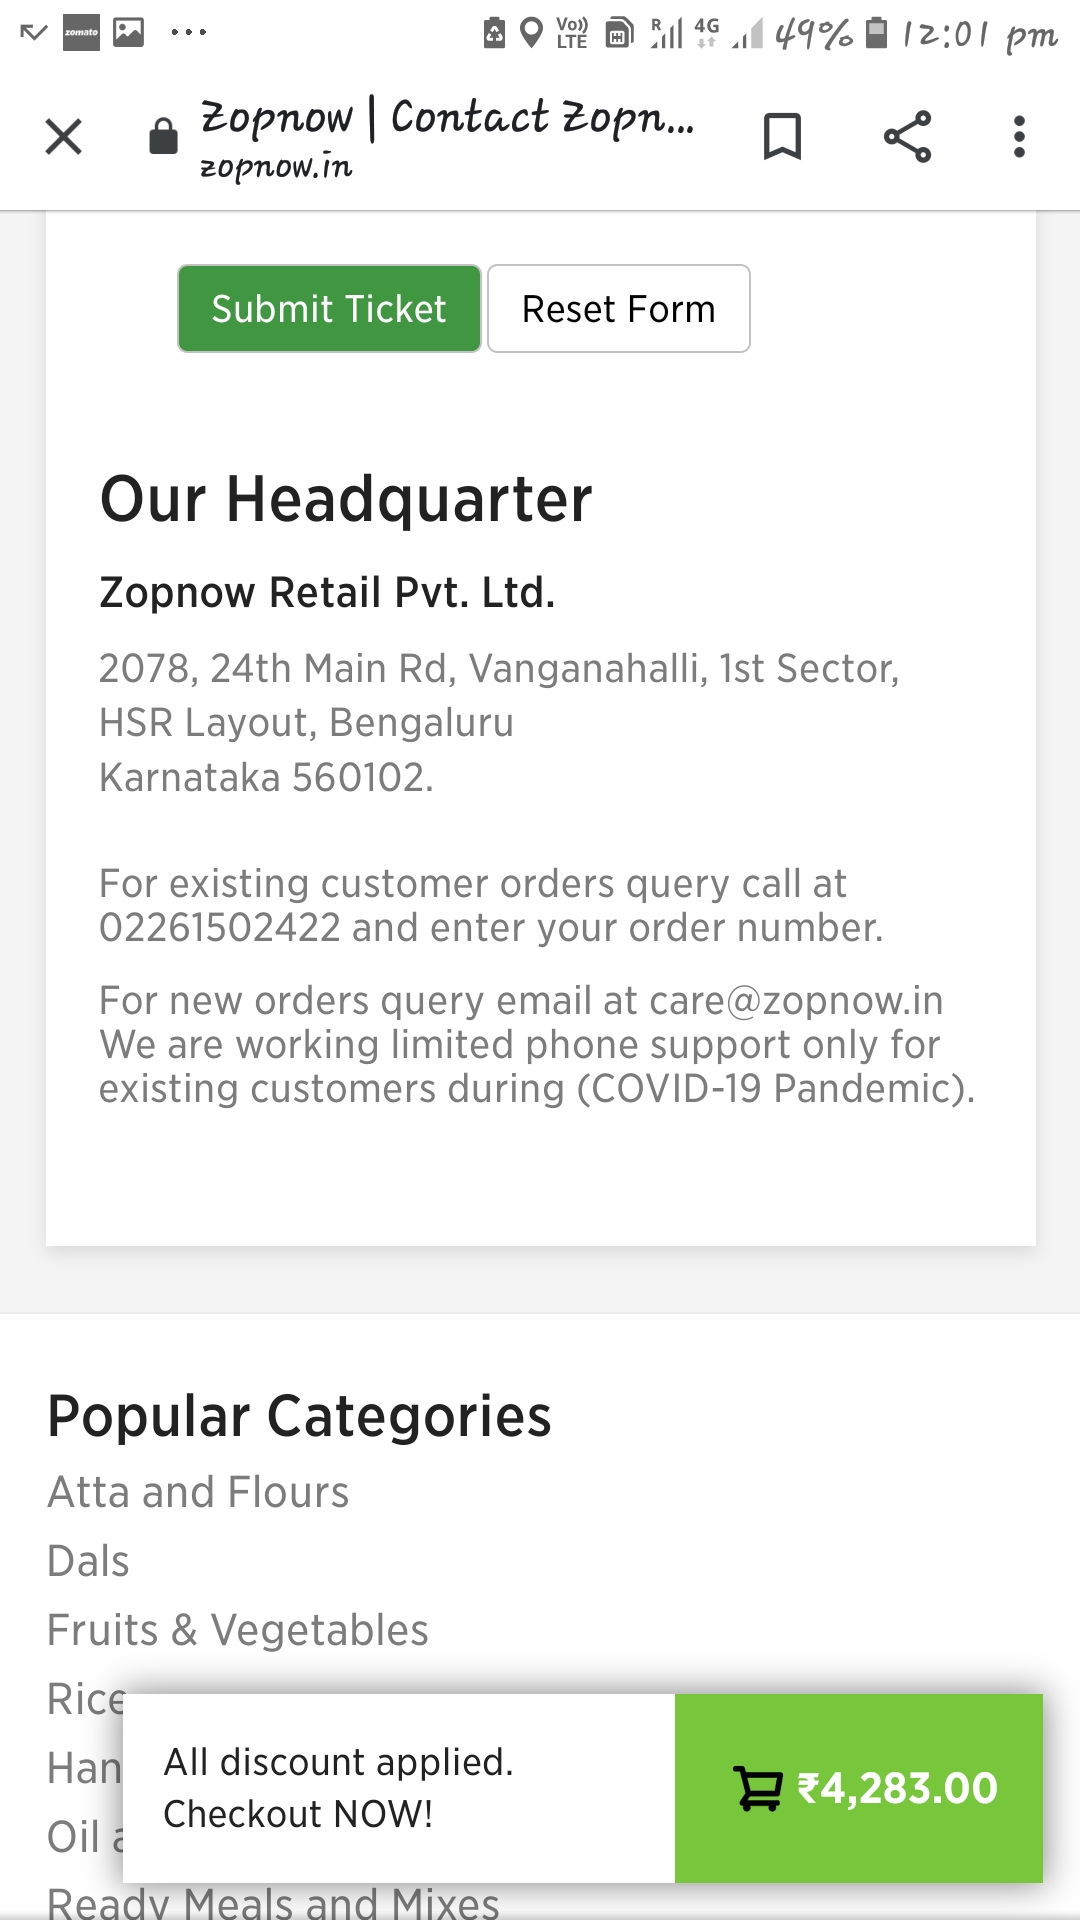 zomato
Vo)) LTE
R
4G
49%
12:01 pm
Zopnow | Contact Zopn...
zopnow.in
Submit Ticket
Reset Form
Our Headquarter
Zopnow Retail Pvt. Ltd.
2078, 24th Main Rd, Vanganahalli, 1st Sector,
HSR Layout, Bengaluru
Karnataka 560102.
For existing customer orders query call at
02261502422 and enter your order number.
For new orders query email at care@zopnow.in
We are working limited phone support only for
existing customers during (COVID-19 Pandemic).
Popular Categories
Atta and Flours
Dals
Fruits & Vegetables
Rice
Han
Oil
All discount applied.
Checkout NOW!
₹4,283.00
Ready Meals and Mixes